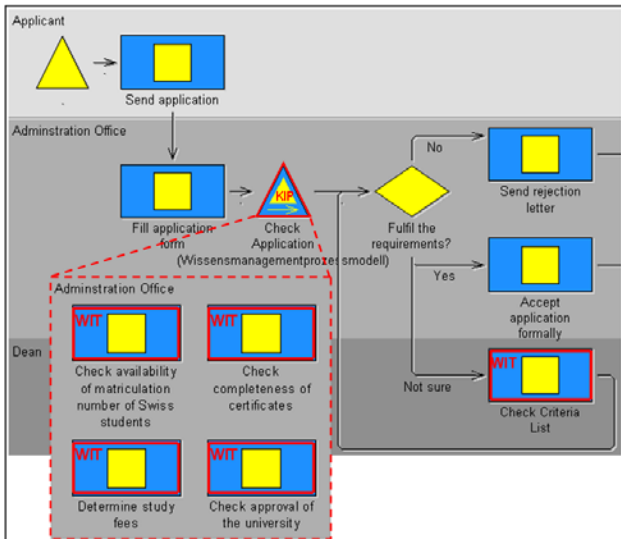 Applicant
Send application
Adminstration Office
No
Fill application
form
KIP
Check
Application
(Wissensmanagementprozessmodell)
Fulfil the
requirements?
Send rejection
letter
Yes
Accept
application
formally
Adminstration Office
WIT
WIT
Check availability
of matriculation
number of Swiss
students
Check
completeness of
certificates
WIT
WIT
Determine study
fees
Check approval of
the university
Dean
Not sure
WIT
Check Criteria
List